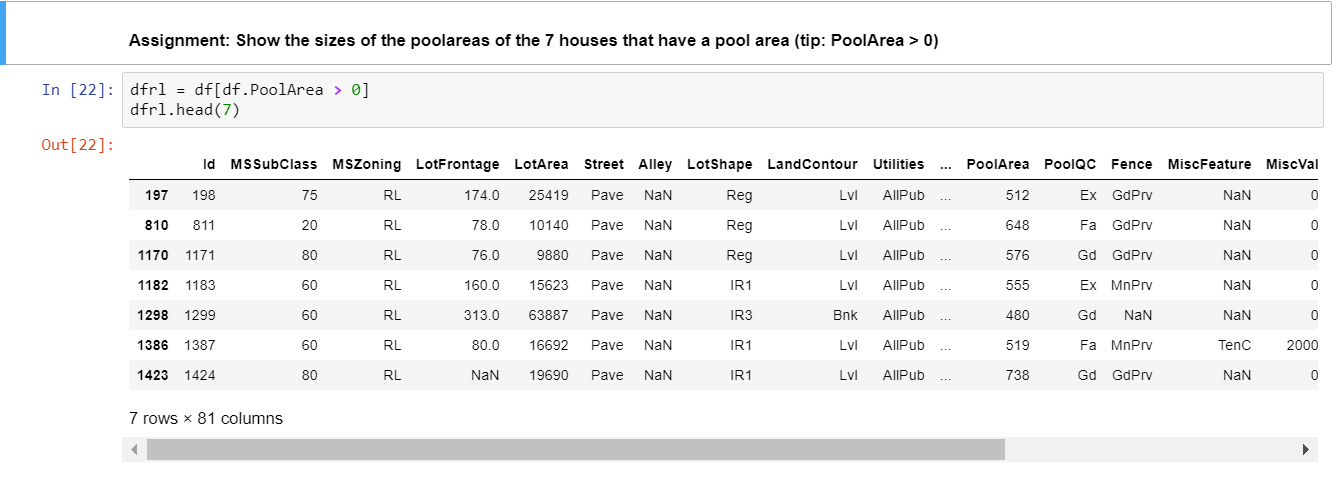 Assignment: Show the sizes of the poolareas of the 7 houses that have a pool area (tip: PoolArea > 0)
In [22]: dfrl = df[df.PoolArea > 0]
dfrl.head(7)
Out[22]:
Id MSSubClass MSZoning LotFrontage LotArea Street Alley LotShape LandContour Utilities ... PoolArea PoolQC Fence MiscFeature MiscVal
197 198 75 RL 174.0 25419 Pave NaN Reg Lvl AllPub ... 512 Ex GdPrv NaN 0
810 811 20 RL 78.0 10140 Pave NaN Reg Lvl AllPub ... 648 Fa GdPrv NaN 0
1170 1171 80 RL 76.0 9880 Pave NaN Reg Lvl AllPub ... 576 Gd GdPrv NaN 0
1182 1183 60 RL 160.0 15623 Pave NaN IR1 Lvl AllPub ... 555 Ex MnPrv NaN 0
1298 1299 60 RL 313.0 63887 Pave NaN IR3 Bnk AllPub ... 480 Gd NaN NaN 0
1386 1387 60 RL 80.0 16692 Pave NaN IR1 Lvl AllPub ... 519 Fa MnPrv TenC 2000
1423 1424 80 RL NaN 19690 Pave NaN IR1 Lvl AllPub ... 738 Gd GdPrv NaN 0
7 rows × 81 columns